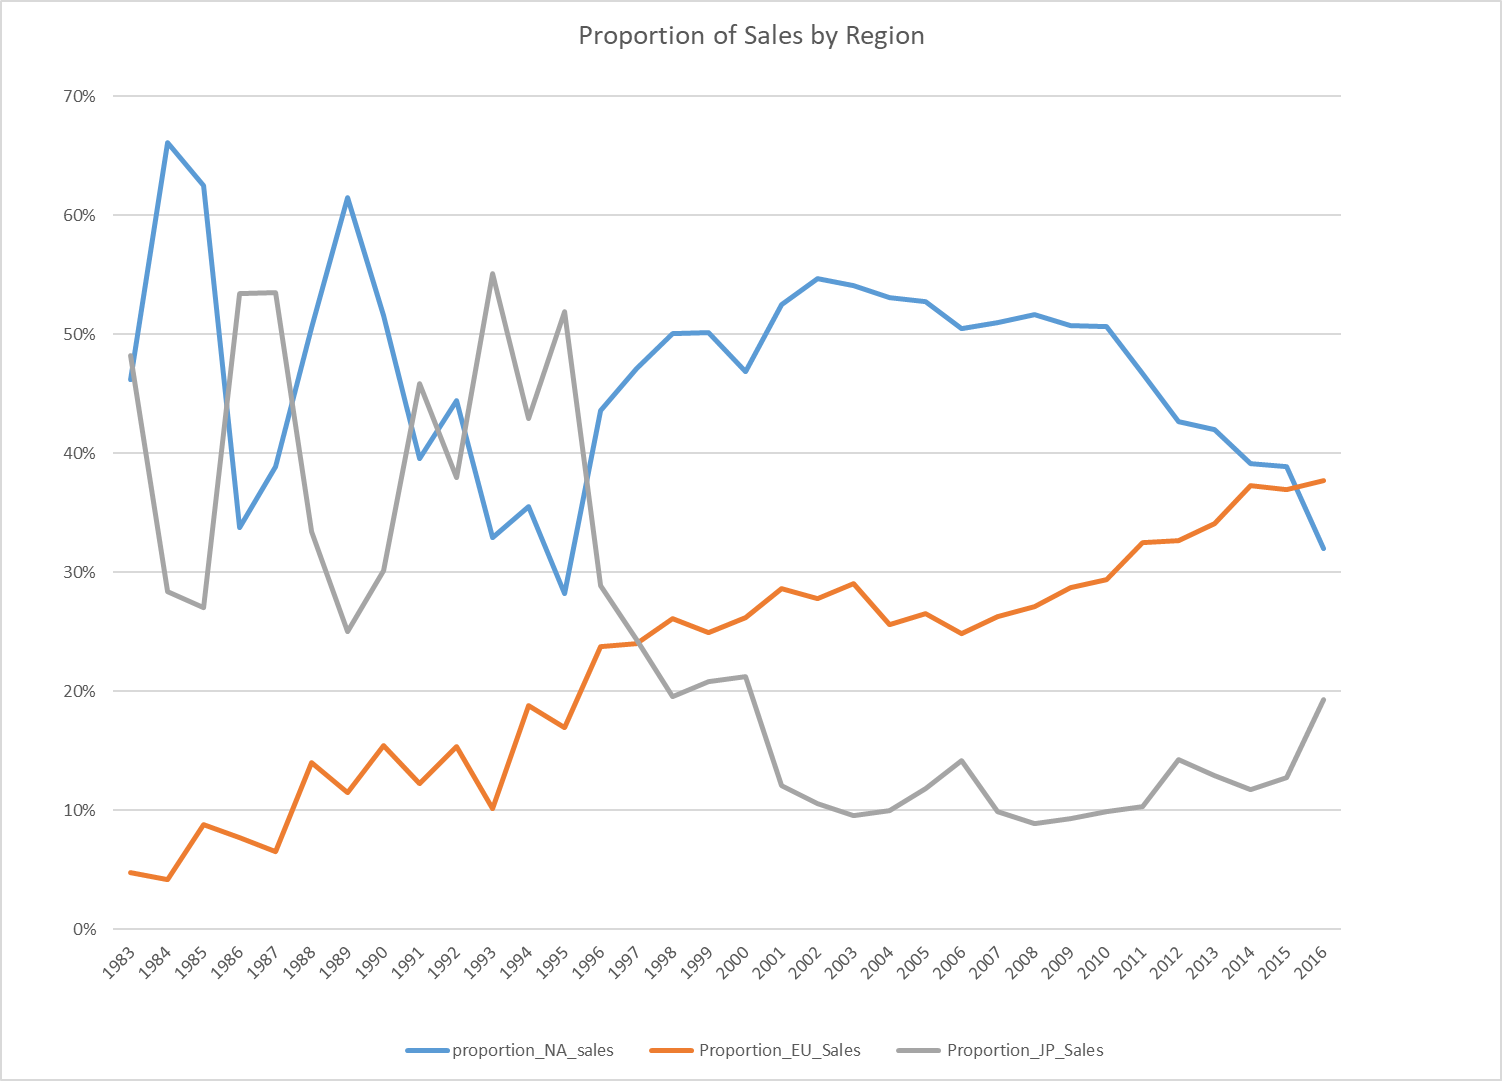 Proportion of Sales by Region
70%
60%
50%
40%
30%
20%
10%
0%
1983 1984 1985 1986 1987 1988 1989 1990 1991 1992 1993 1994 1995 1996 1997 1998 1999 2000 2001 2002 2003 2004 2005 2006 2007 2008 2009 2010 2011 2012 2013 2014 2015 2016
proportion_NA_sales Proportion_EU_Sales Proportion_JP_Sales